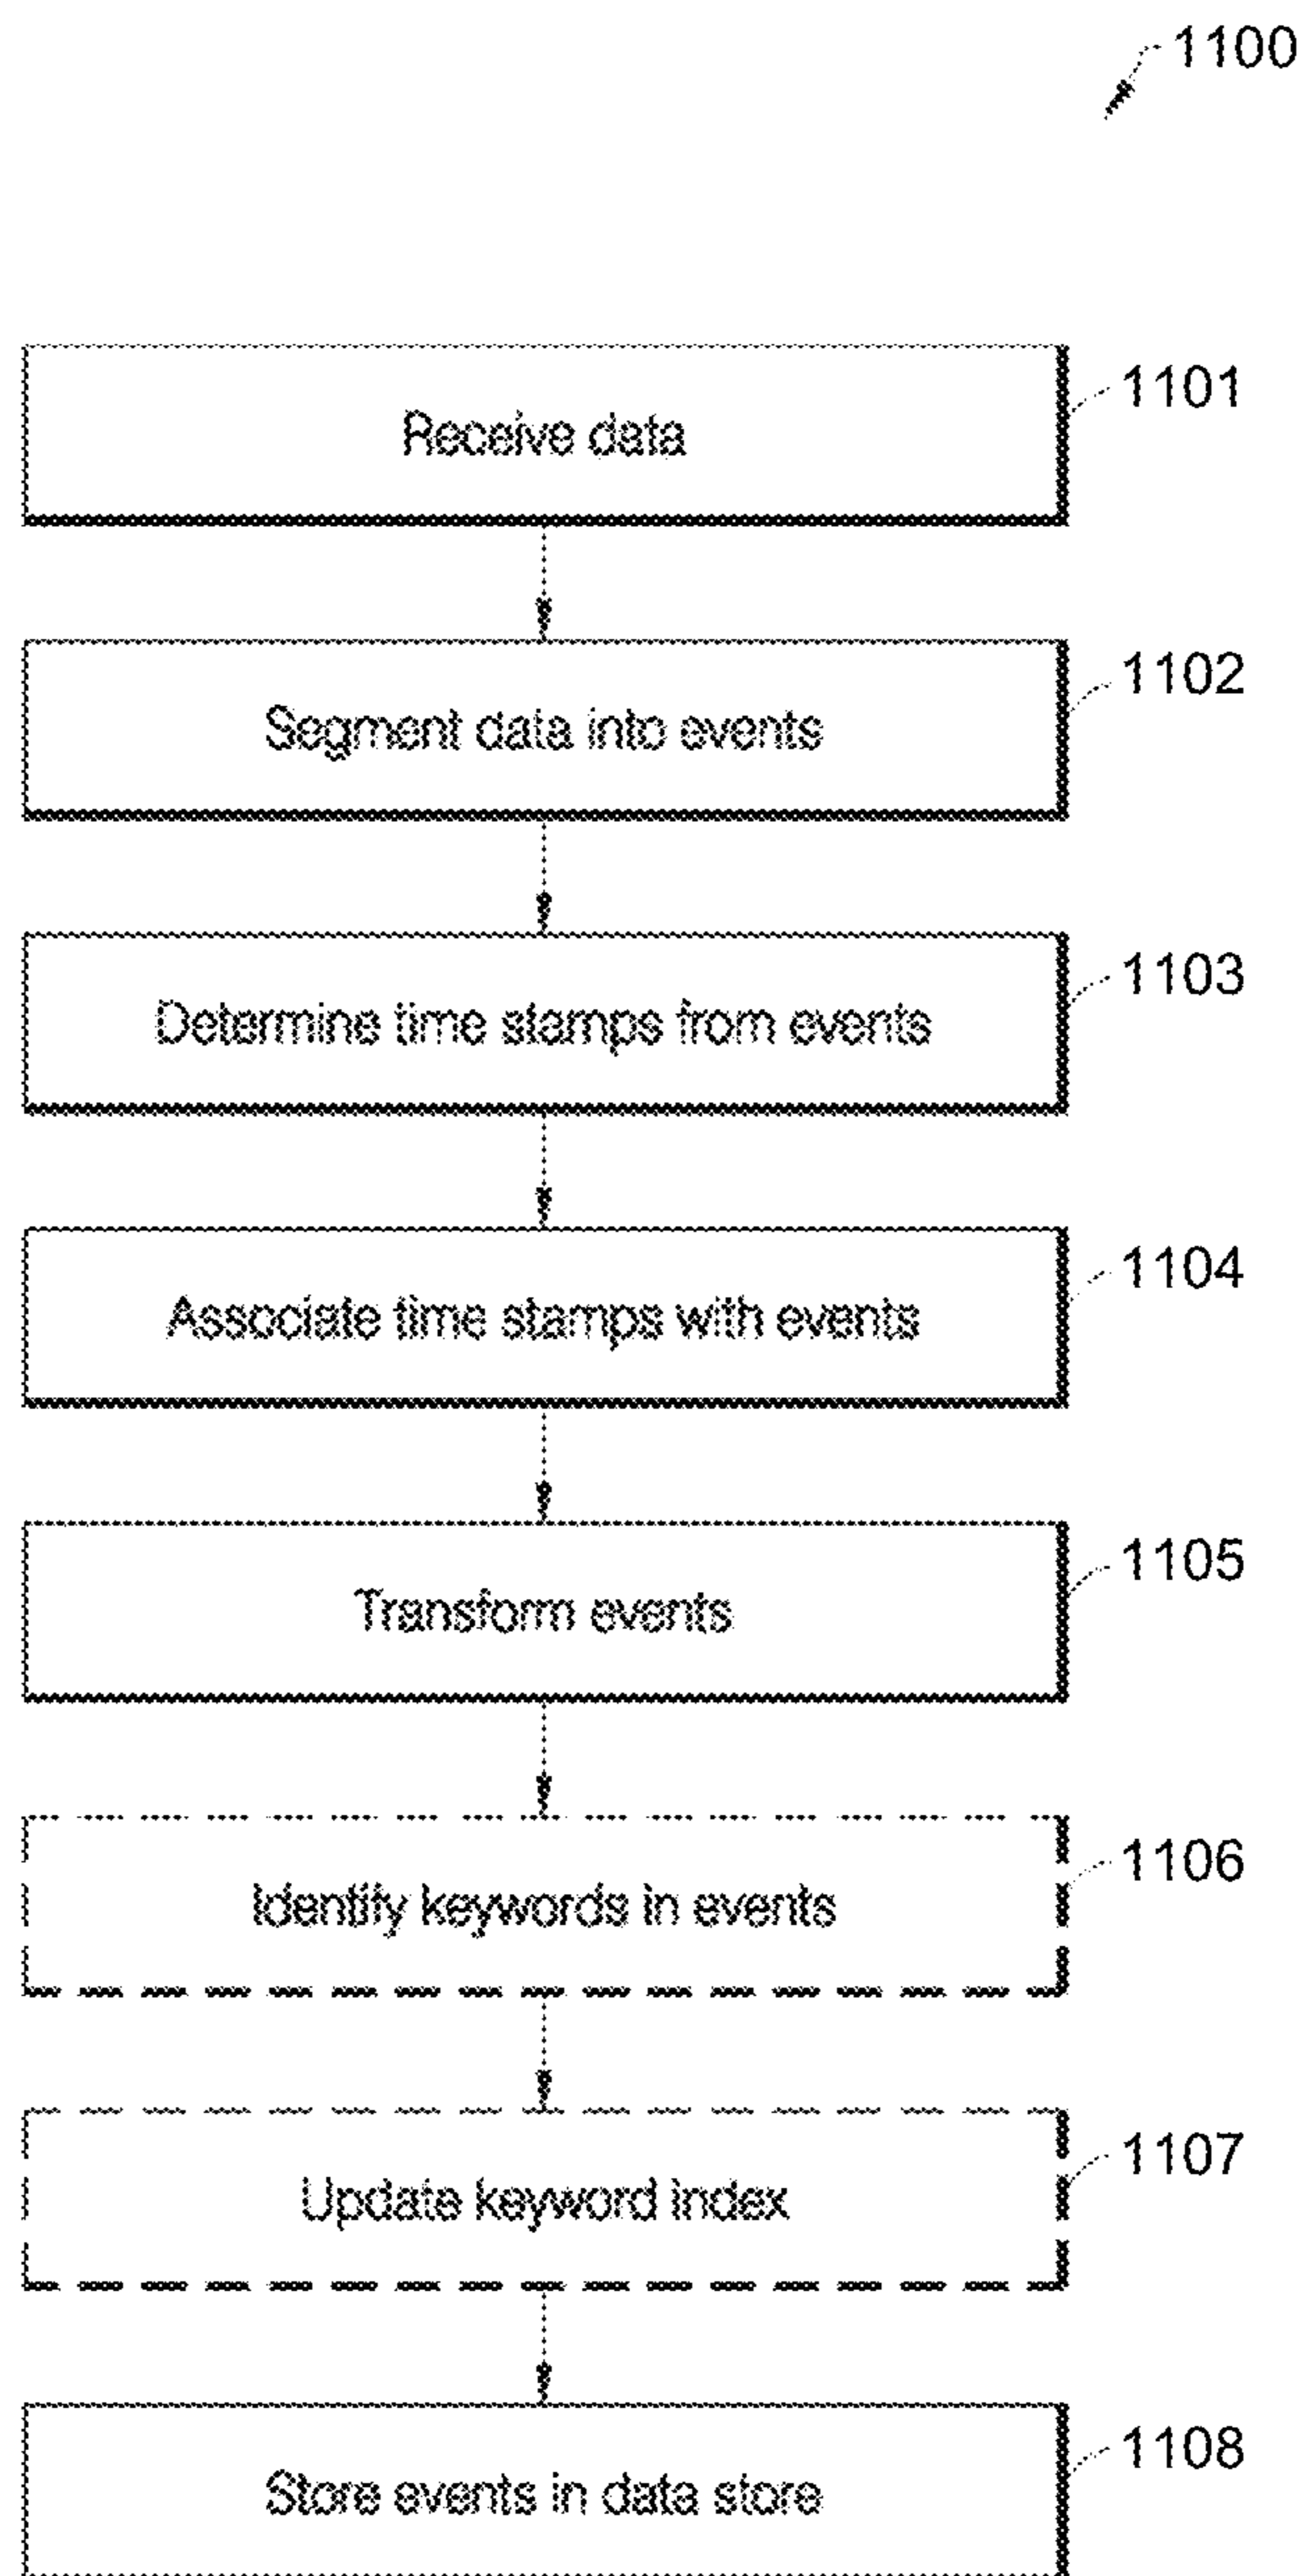 1100
Receive data
1101
Segment data into events
1102
Determine time stamps from events
1103
Associate time stamps with events
1104
Transform events
1105
Identify keywords in events
1106
Update keyword index
1107
Store events in data store
1108